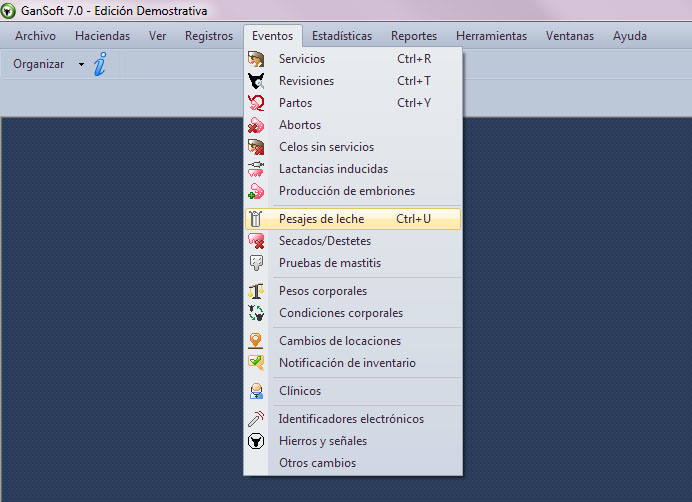 GanSoft 7.0 - Edición Demostrativa
Archivo Haciendas Ver Registros Eventos Estadísticas Reportes Herramientas Ventanas Ayuda
Organizar
Servicios Ctrl+R
Revisiones Ctrl+T
Partos Ctrl+Y
Abortos
Celos sin servicios
Lactancias inducidas
Producción de embriones
Pesajes de leche Ctrl+U
Secados/Destetes
Pruebas de mastitis
Pesos corporales
Condiciones corporales
Cambios de locaciones
Notificación de inventario
Clínicos
Identificadores electrónicos
Hierros y señales
Otros cambios